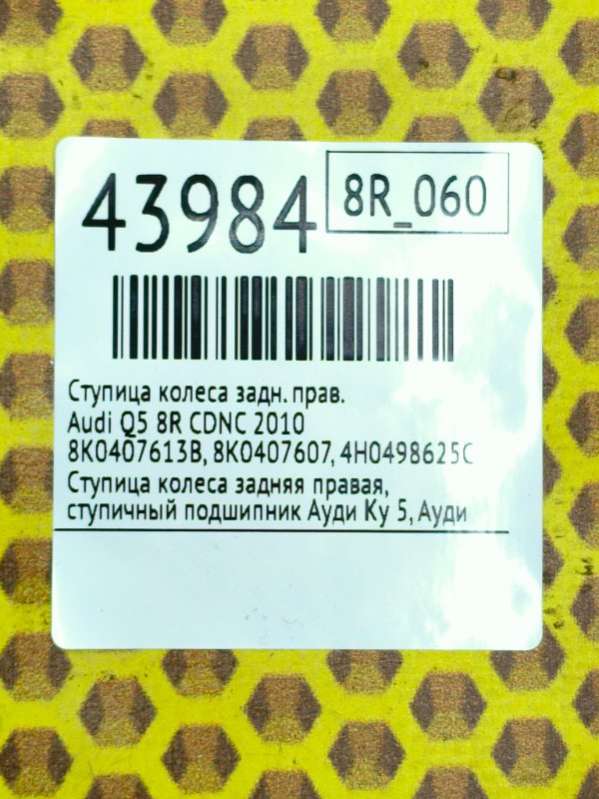 43984
8R_060
Ступица колеса задн. прав.
Audi Q5 8R CDNC 2010
8K0407613B, 8K0407607, 4H0498625C
Ступица колеса задняя правая,
ступичный подшипник Ауди Ку 5, Ауди